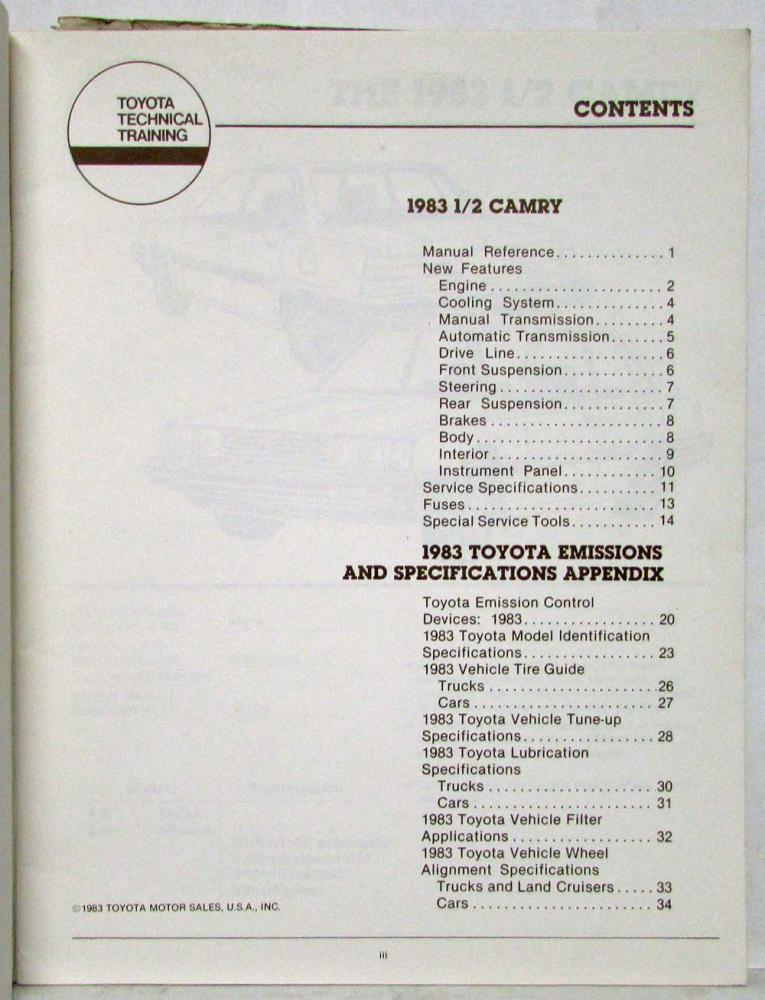 TOYOTA
TECHNICAL
TRAINING
CONTENTS
1983 1/2 CAMRY
Manual Reference.............. 1
New Features
Engine....................... 2
Cooling System.............. 4
Manual Transmission......... 4
Automatic Transmission....... 5
Drive Line................... 6
Front Suspension............ 6
Steering..................... 7
Rear Suspension............. 7
Brakes....................... 8
Body......................... 8
Interior...................... 9
Instrument Panel............ 10
Service Specifications.......... 11
Fuses......................... 13
Special Service Tools........... 14
1983 TOYOTA EMISSIONS
AND SPECIFICATIONS APPENDIX
Toyota Emission Control
Devices: 1983................. 20
1983 Toyota Model Identification
Specifications................. 23
1983 Vehicle Tire Guide
Trucks...................... 26
Cars........................ 27
1983 Toyota Vehicle Tune-up
Specifications................. 28
1983 Toyota Lubrication
Specifications
Trucks...................... 30
Cars........................ 31
1983 Toyota Vehicle Filter
Applications................... 32
1983 Toyota Vehicle Wheel
Alignment Specifications
Trucks and Land Cruisers..... 33
Cars........................ 34
©1983 TOYOTA MOTOR SALES, U.S.A., INC.
iii